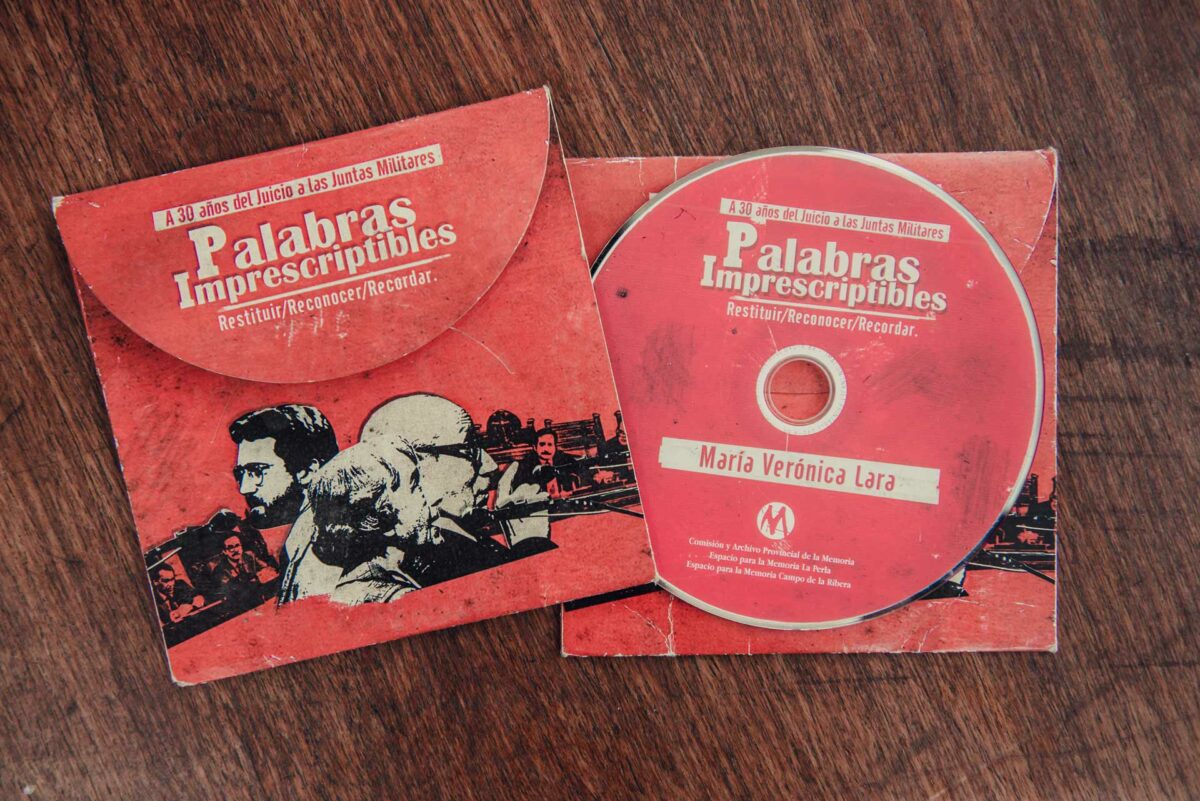 A 30 años del Juicio a las Juntas Militares
Palabras
Imprescriptibles
Restituir/Reconocer/Recordar.
A 30 años del Juicio a las Juntas Militares
Palabras
Imprescriptibles
Restituir/Reconocer/Recordar.
María Verónica Lara
M
Comisión y Archivo Provincial de la Memoria
Espacio para la Memoria La Perla
Espacio para la Memoria Campo de la Ribera